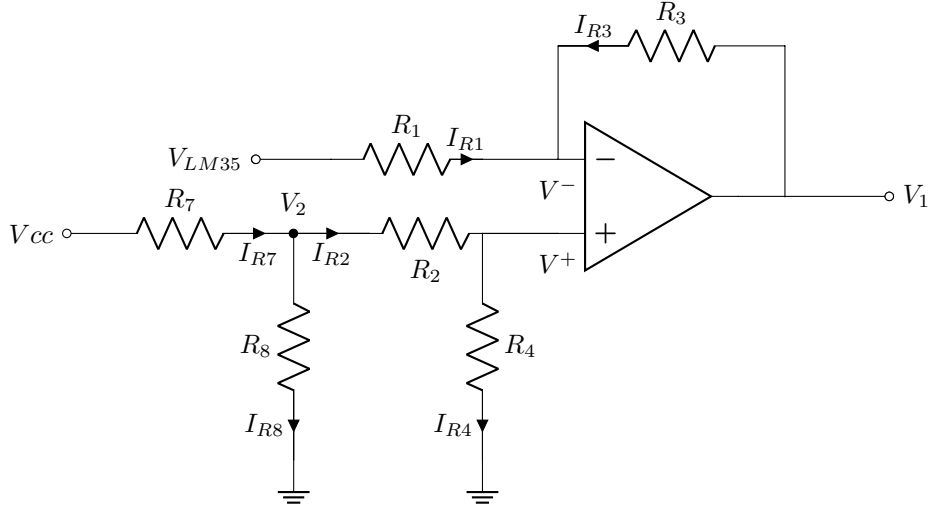 I_{R3} R_3
R_1 I_{R1}
V_{LM35} −
V^-
R_7 V_2
Vcc +
I_{R7} I_{R2} R_2 V^+
V_1
R_8 R_4
I_{R8} I_{R4}